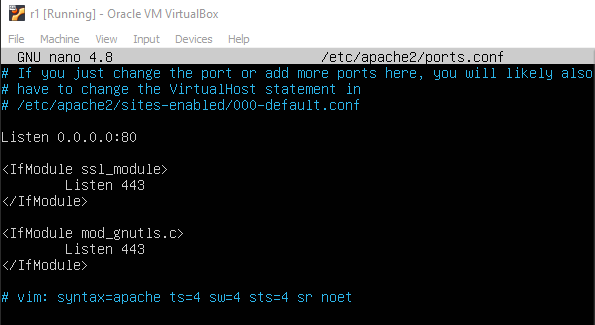 r1 [Running] - Oracle VM VirtualBox
File Machine View Input Devices Help
GNU nano 4.8 /etc/apache2/ports.conf
# If you just change the port or add more ports here, you will likely also
# have to change the VirtualHost statement in
# /etc/apache2/sites-enabled/000-default.conf
Listen 0.0.0.0:80
<IfModule ssl_module>
Listen 443
</IfModule>
<IfModule mod_gnutls.c>
Listen 443
</IfModule>
# vim: syntax=apache ts=4 sw=4 sts=4 sr noet